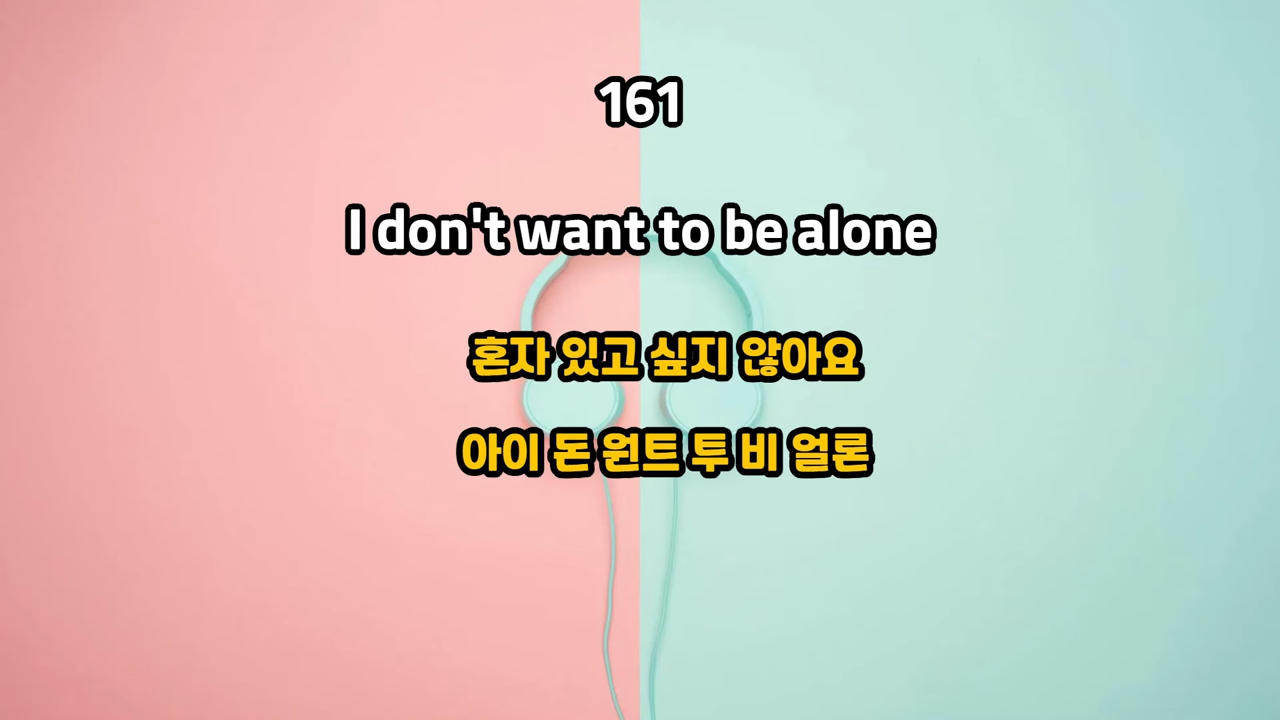 161
I don't want to be alone
혼자 있고 싶지 않아요
아이 돈 원트 투 비 얼론